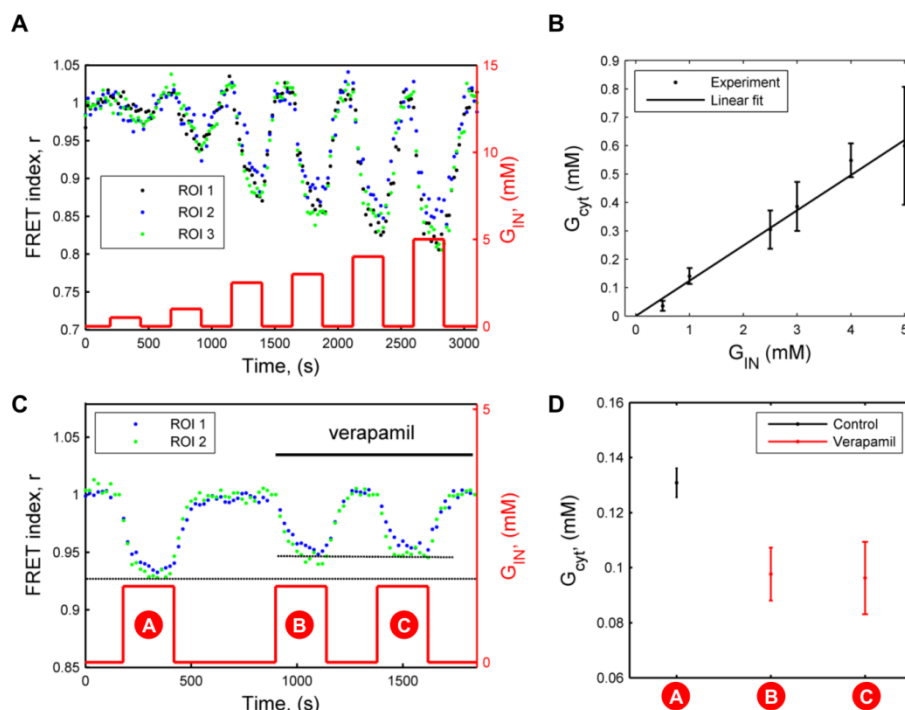 A
FRET index, r
1.05
1
0.95
0.9
0.85
0.8
0.75
0.7
ROI 1
ROI 2
ROI 3
15
10
5
0
G_IN, (mM)
0 500 1000 1500 2000 2500 3000
Time, (s)
B
G_cyt (mM)
0.9
0.8
0.7
0.6
0.5
0.4
0.3
0.2
0.1
0
Experiment
Linear fit
0 1 2 3 4 5
G_IN (mM)
C
FRET index, r
1.05
1
0.95
0.9
0.85
ROI 1
ROI 2
verapamil
A
B
C
5
0
G_IN, (mM)
0 500 1000 1500
Time (s)
D
G_cyt, (mM)
0.16
0.14
0.12
0.1
0.08
0.06
Control
Verapamil
A B C